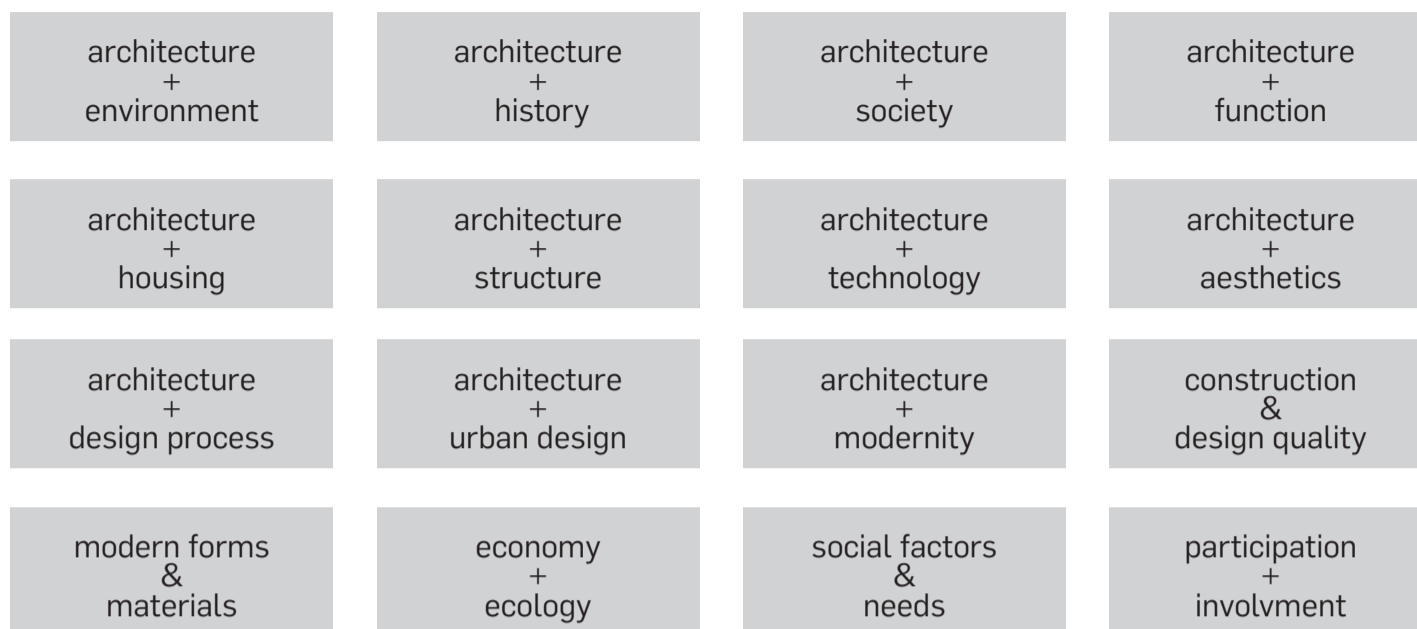 architecture
+
environment
architecture
+
history
architecture
+
society
architecture
+
function
architecture
+
housing
architecture
+
structure
architecture
+
technology
architecture
+
aesthetics
architecture
+
design process
architecture
+
urban design
architecture
+
modernity
construction
&
design quality
modern forms
&
materials
economy
+
ecology
social factors
&
needs
participation
+
involvment